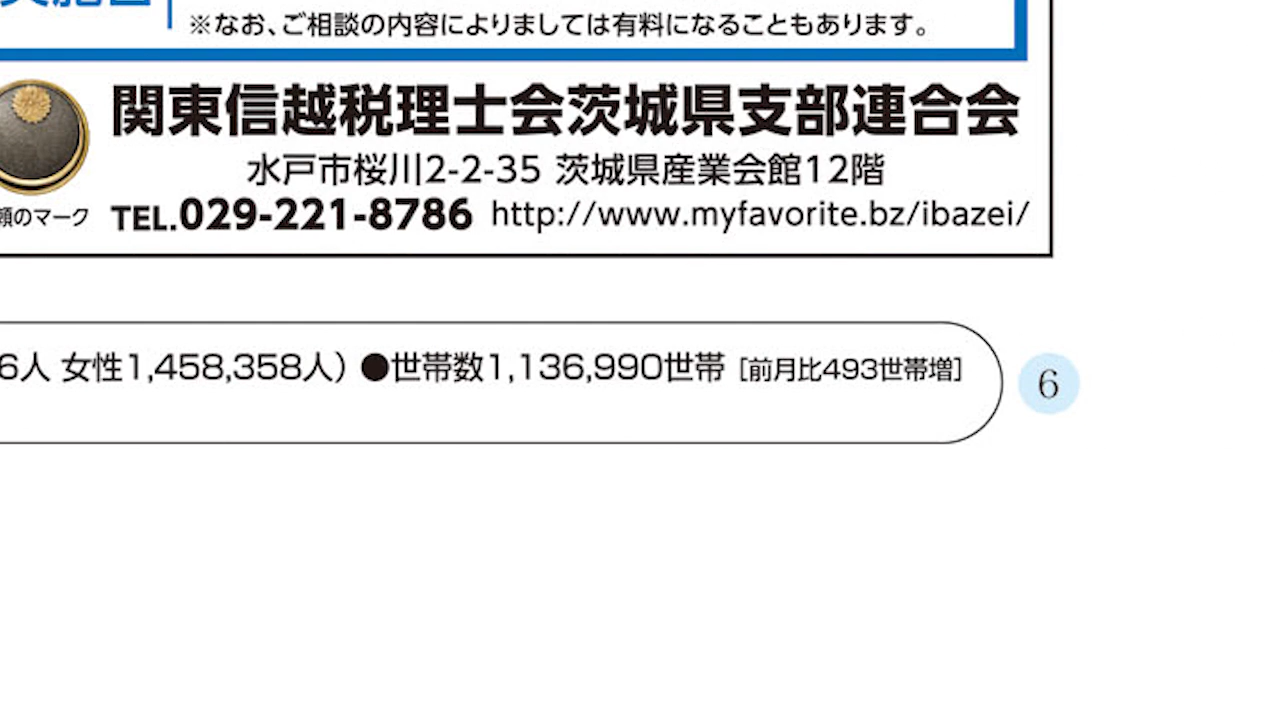 ※なお、ご相談の内容によりましては有料になることもあります。
関東信越税理士会茨城県支部連合会
水戸市桜川2-2-35 茨城県産業会館12階
頼のマーク
TEL.029-221-8786 http://www.myfavorite.bz/ibazei/
6人 女性1,458,358人) ●世帯数1,136,990世帯 [前月比493世帯増]
6